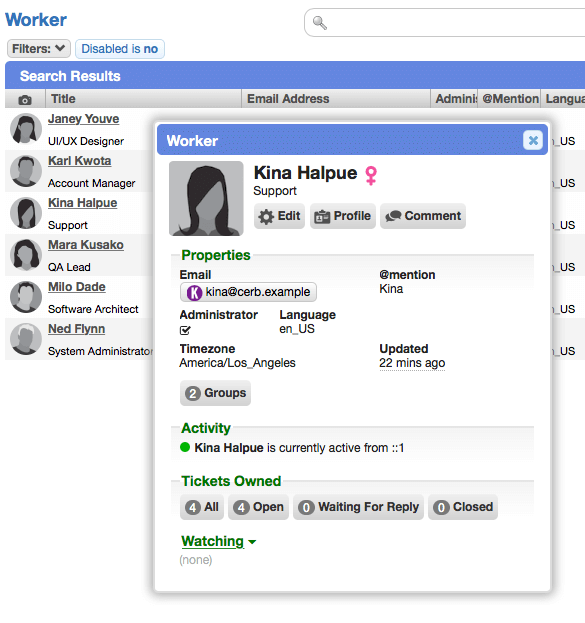 Worker
Filters:
Disabled is no
Search Results
Title Email Address Adminis @Mention Langua
Janey Youve
UI/UX Designer
n_US
Karl Kwota
Account Manager
n_US
Kina Halpue
Support
n_US
Mara Kusako
QA Lead
n_US
Milo Dade
Software Architect
n_US
Ned Flynn
System Administrato
n_US
Worker
Kina Halpue
Support
Edit Profile Comment
Properties
Email @mention
K kina@cerb.example Kina
Administrator Language
en_US
Timezone Updated
America/Los_Angeles 22 mins ago
2 Groups
Activity
Kina Halpue is currently active from ::1
Tickets Owned
4 All 4 Open 0 Waiting For Reply 0 Closed
Watching
(none)